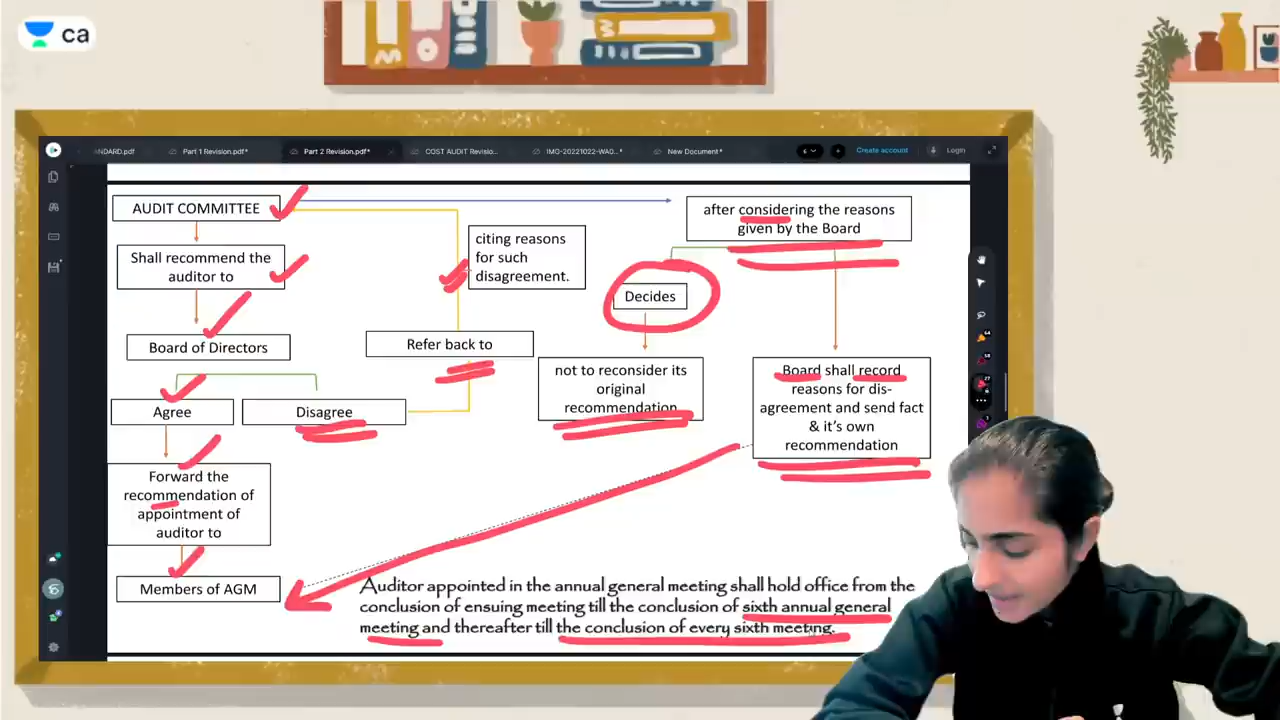 ca
NDARD.pdf
Part 1 Revision.pdf*
Part 2 Revision.pdf*
COST AUDIT Revisio...
IMG-20221022-WA0...*
New Document*
Create account
Login
AUDIT COMMITTEE
Shall recommend the
auditor to
Board of Directors
Agree
Disagree
Forward the
recommendation of
appointment of
auditor to
Members of AGM
citing reasons
for such
disagreement.
Refer back to
after considering the reasons
given by the Board
Decides
not to reconsider its
original
recommendation
Board shall record
reasons for dis-
agreement and send fact
& it's own
recommendation
Auditor appointed in the annual general meeting shall hold office from the
conclusion of ensuing meeting till the conclusion of sixth annual general
meeting and thereafter till the conclusion of every sixth meeting.